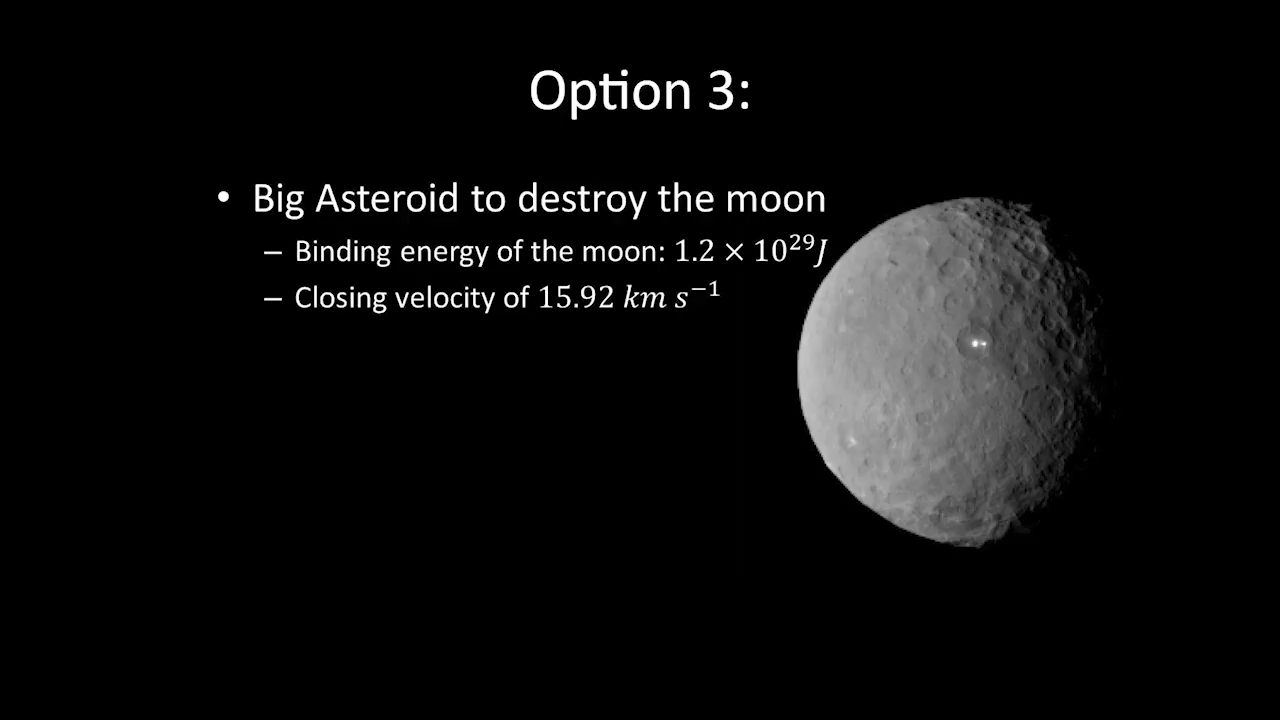 Option 3:
• Big Asteroid to destroy the moon
– Binding energy of the moon: 1.2 × 10²⁹J
– Closing velocity of 15.92 km s⁻¹